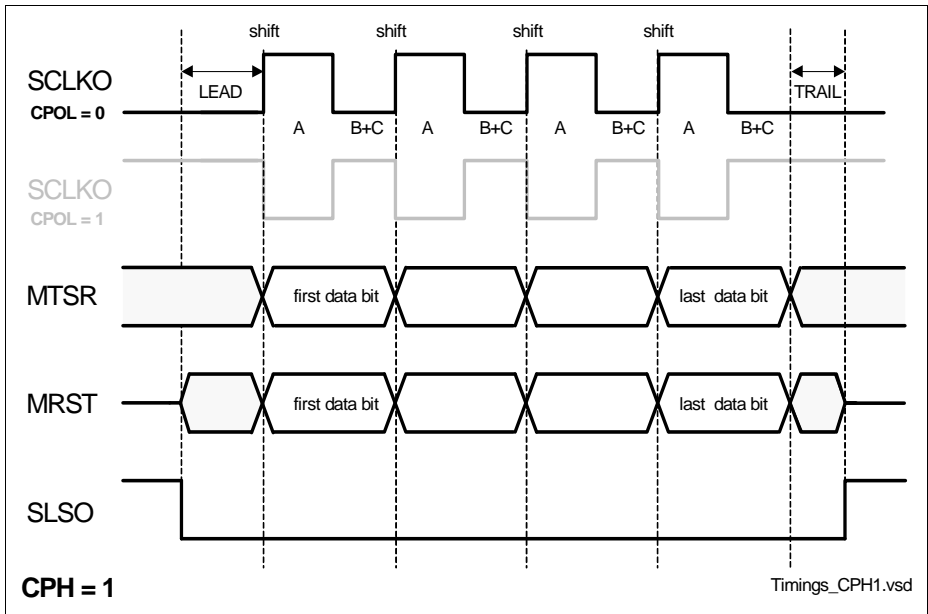 shift shift shift shift
SCLKO
CPOL = 0
LEAD
TRAIL
A B+C A B+C A B+C A B+C
SCLKO
CPOL = 1
MTSR
first data bit
last data bit
MRST
first data bit
last data bit
SLSO
CPH = 1
Timings_CPH1.vsd